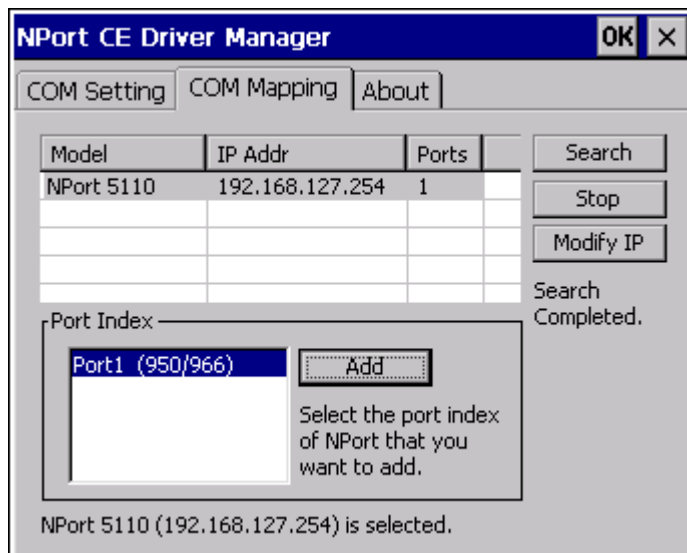 NPort CE Driver Manager OK ×
COM Setting COM Mapping About
Model IP Addr Ports Search
NPort 5110 192.168.127.254 1
Stop
Modify IP
Search
Completed.
Port Index
Port1 (950/966) Add
Select the port index
of NPort that you
want to add.
NPort 5110 (192.168.127.254) is selected.